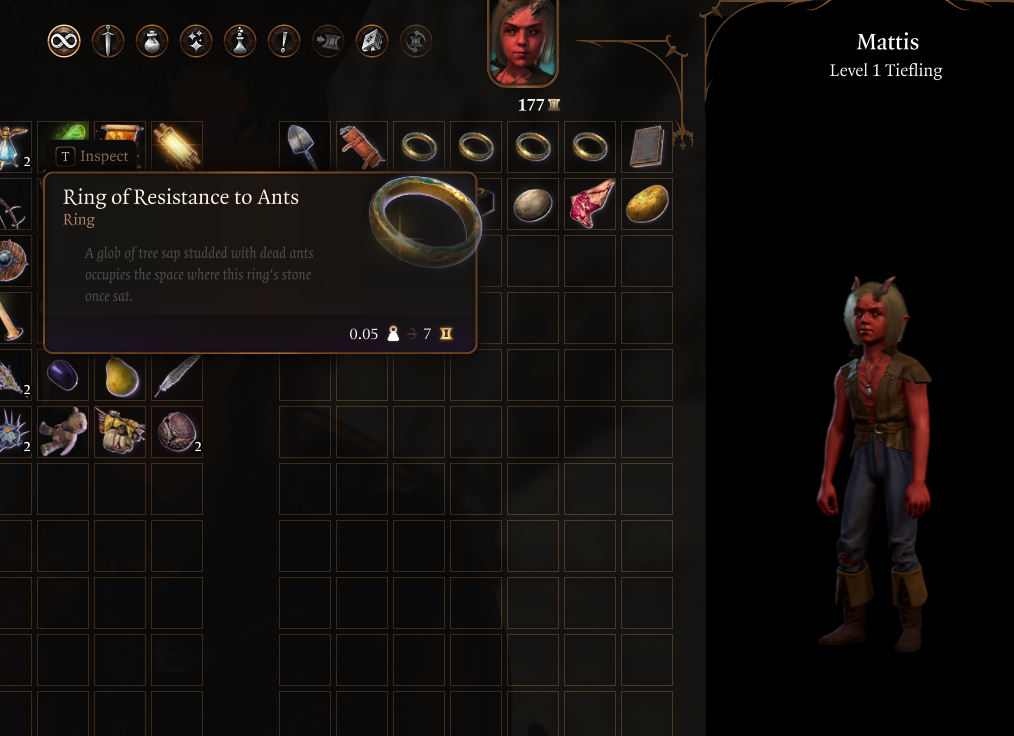 Mattis
Level 1 Tiefling
177
2
T Inspect
Ring of Resistance to Ants
Ring
A glob of tree sap studded with dead ants
occupies the space where this ring's stone
once sat.
0.05 3 7
2
2
2